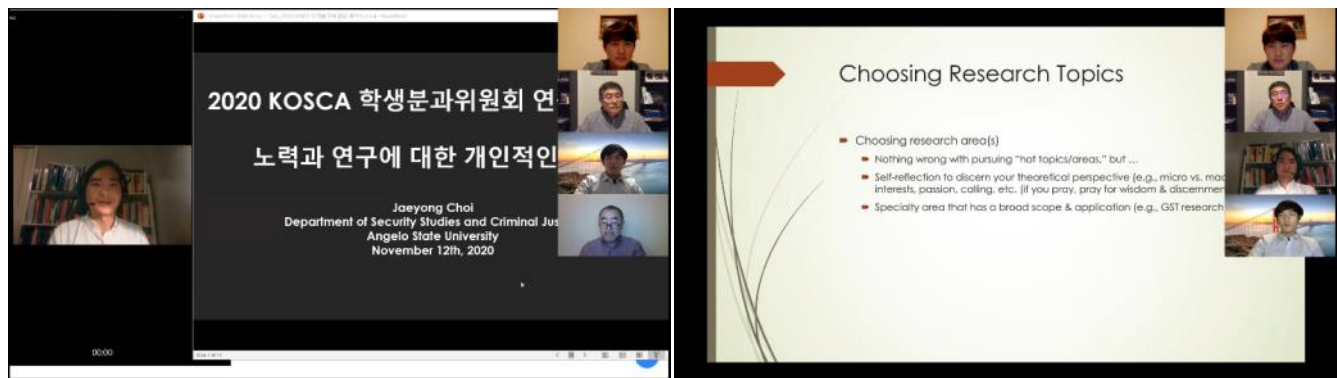 2020 KOSCA 학생분과위원회 연
노력과 연구에 대한 개인적인
Jaeyong Choi
Department of Security Studies and Criminal Jus
Angelo State University
November 12th, 2020
00:00
Choosing Research Topics
Choosing research area(s)
Nothing wrong with pursuing “hot topics/areas,” but ....
Self-reflection to discern your theoretical perspective (e.g., micro vs. mac
interests, passion, calling, etc. (if you pray, pray for wisdom & discernmen
Specialty area that has a broad scope & application (e.g., GST research